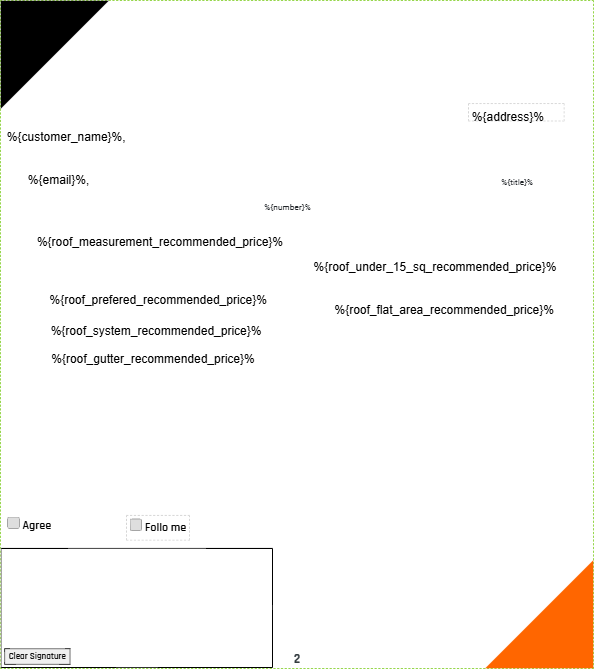 %{address}%
%{customer_name}%,
%{email}%,
%{title}%
%{number}%
%{roof_measurement_recommended_price}%
%{roof_under_15_sq_recommended_price}%
%{roof_prefered_recommended_price}%
%{roof_flat_area_recommended_price}%
%{roof_system_recommended_price}%
%{roof_gutter_recommended_price}%
Agree
Follo me
Clear Signature
2